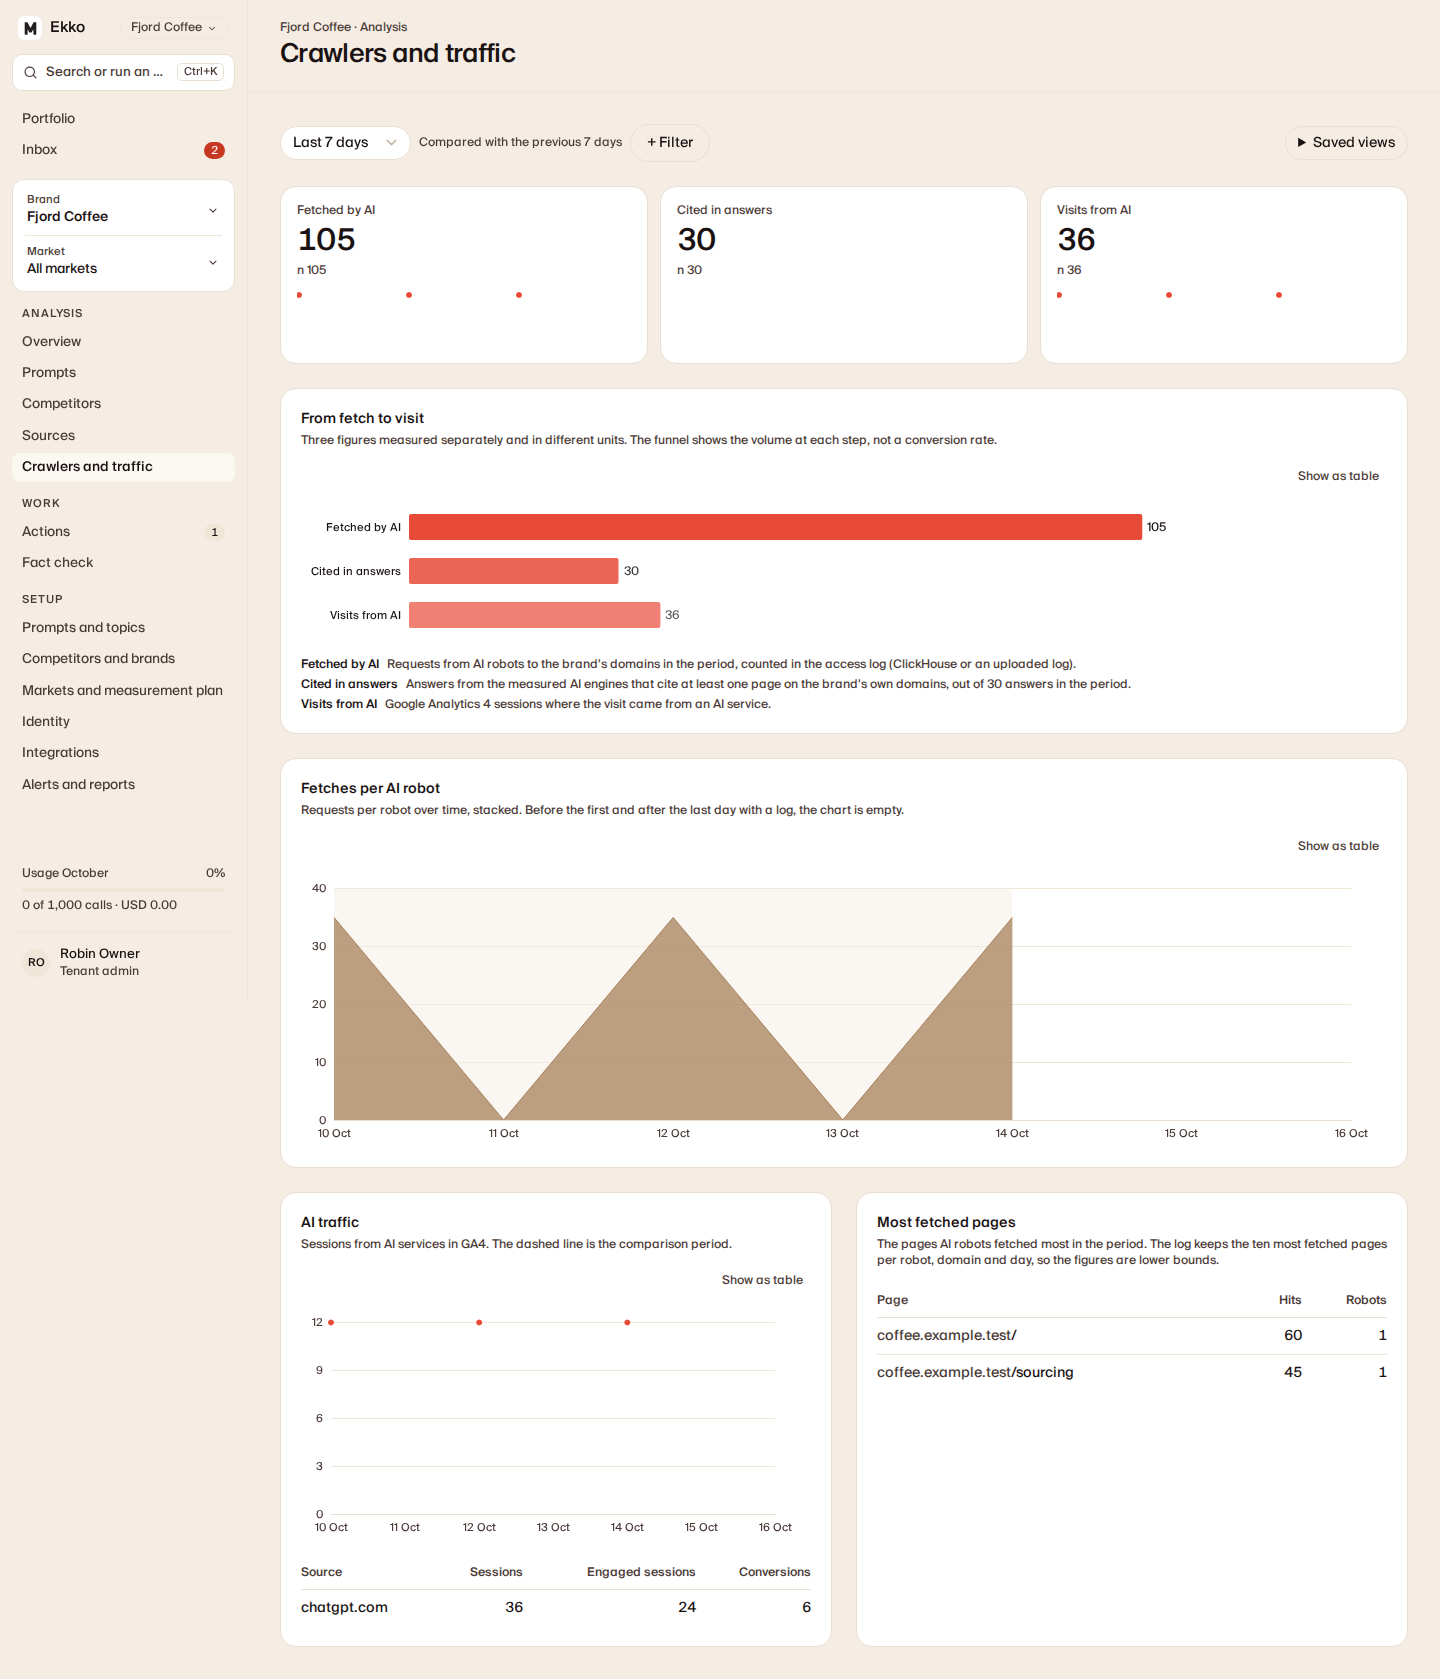 Ekko
Fjord Coffee
Search or run an ...
Ctrl+K
Portfolio
Inbox
2
Brand
Fjord Coffee
Market
All markets
ANALYSIS
Overview
Prompts
Competitors
Sources
Crawlers and traffic
WORK
Actions
1
Fact check
SETUP
Prompts and topics
Competitors and brands
Markets and measurement plan
Identity
Integrations
Alerts and reports
Usage October
0%
0 of 1,000 calls · USD 0.00
RO
Robin Owner
Tenant admin
Fjord Coffee · Analysis
Crawlers and traffic
Last 7 days
Compared with the previous 7 days
+ Filter
Saved views
Fetched by AI
105
n 105
Cited in answers
30
n 30
Visits from AI
36
n 36
From fetch to visit
Three figures measured separately and in different units. The funnel shows the volume at each step, not a conversion rate.
Show as table
Fetched by AI
105
Cited in answers
30
Visits from AI
36
Fetched by AI Requests from AI robots to the brand's domains in the period, counted in the access log (ClickHouse or an uploaded log).
Cited in answers Answers from the measured AI engines that cite at least one page on the brand's own domains, out of 30 answers in the period.
Visits from AI Google Analytics 4 sessions where the visit came from an AI service.
Fetches per AI robot
Requests per robot over time, stacked. Before the first and after the last day with a log, the chart is empty.
Show as table
40
30
20
10
0
10 Oct 11 Oct 12 Oct 13 Oct 14 Oct 15 Oct 16 Oct
AI traffic
Sessions from AI services in GA4. The dashed line is the comparison period.
Show as table
12
9
6
3
0
10 Oct 11 Oct 12 Oct 13 Oct 14 Oct 15 Oct 16 Oct
Source Sessions Engaged sessions Conversions
chatgpt.com 36 24 6
Most fetched pages
The pages AI robots fetched most in the period. The log keeps the ten most fetched pages
per robot, domain and day, so the figures are lower bounds.
Page Hits Robots
coffee.example.test/ 60 1
coffee.example.test/sourcing 45 1